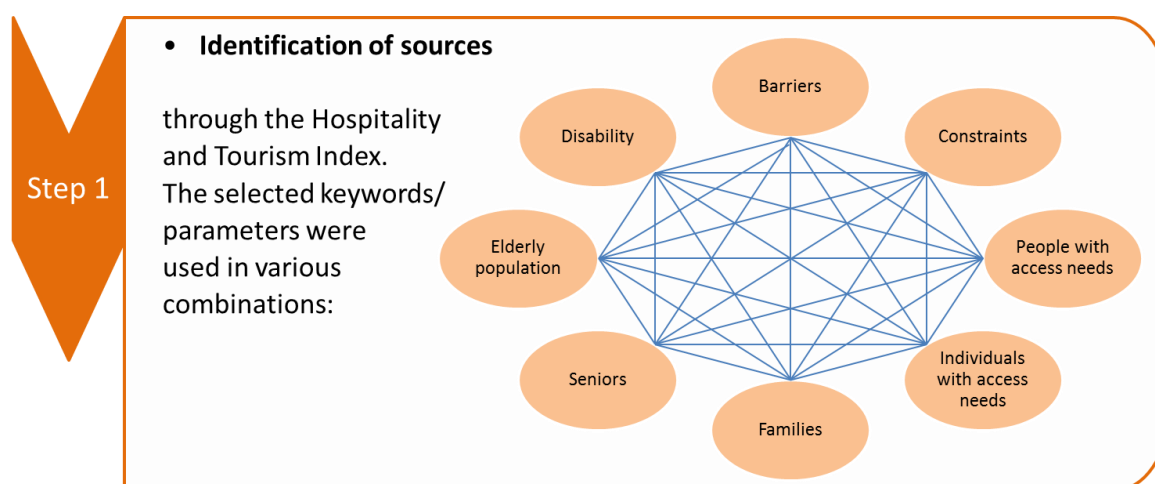 Step 1
• Identification of sources
through the Hospitality
and Tourism Index.
The selected keywords/
parameters were
used in various
combinations:
Barriers
Disability
Constraints
Elderly
population
People with
access needs
Seniors
Individuals
with access
needs
Families